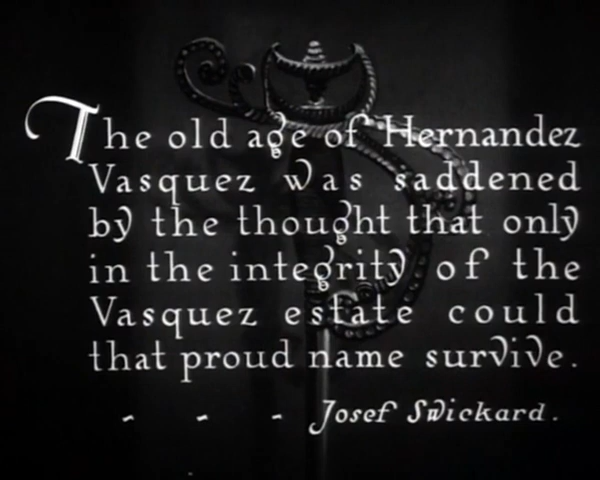 The old age of Hernandez
Vasquez was saddened
by the thought that only
in the integrity of the
Vasquez estate could
that proud name survive.
- - - Josef Swickard.